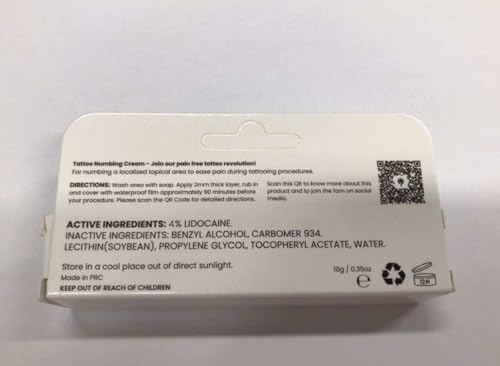 Tattoo Numbing Cream - Join our pain free tattoo revolution!
For numbing a localized topical area to ease pain during tattooing procedures.
DIRECTIONS: Wash area with soap. Apply 2mm thick layer, rub in
and cover with waterproof film approximately 90 minutes before
your procedure. Please scan the QR Code for detailed directions.
Scan this QR to know more about this
product and to join the fam on social
media.
ACTIVE INGREDIENTS: 4% LIDOCAINE.
INACTIVE INGREDIENTS: BENZYL ALCOHOL, CARBOMER 934,
LECITHIN(SOYBEAN), PROPYLENE GLYCOL, TOCOPHERYL ACETATE, WATER.
Store in a cool place out of direct sunlight.
Made in PRC
KEEP OUT OF REACH OF CHILDREN
10g / 0.35oz
℮
12M